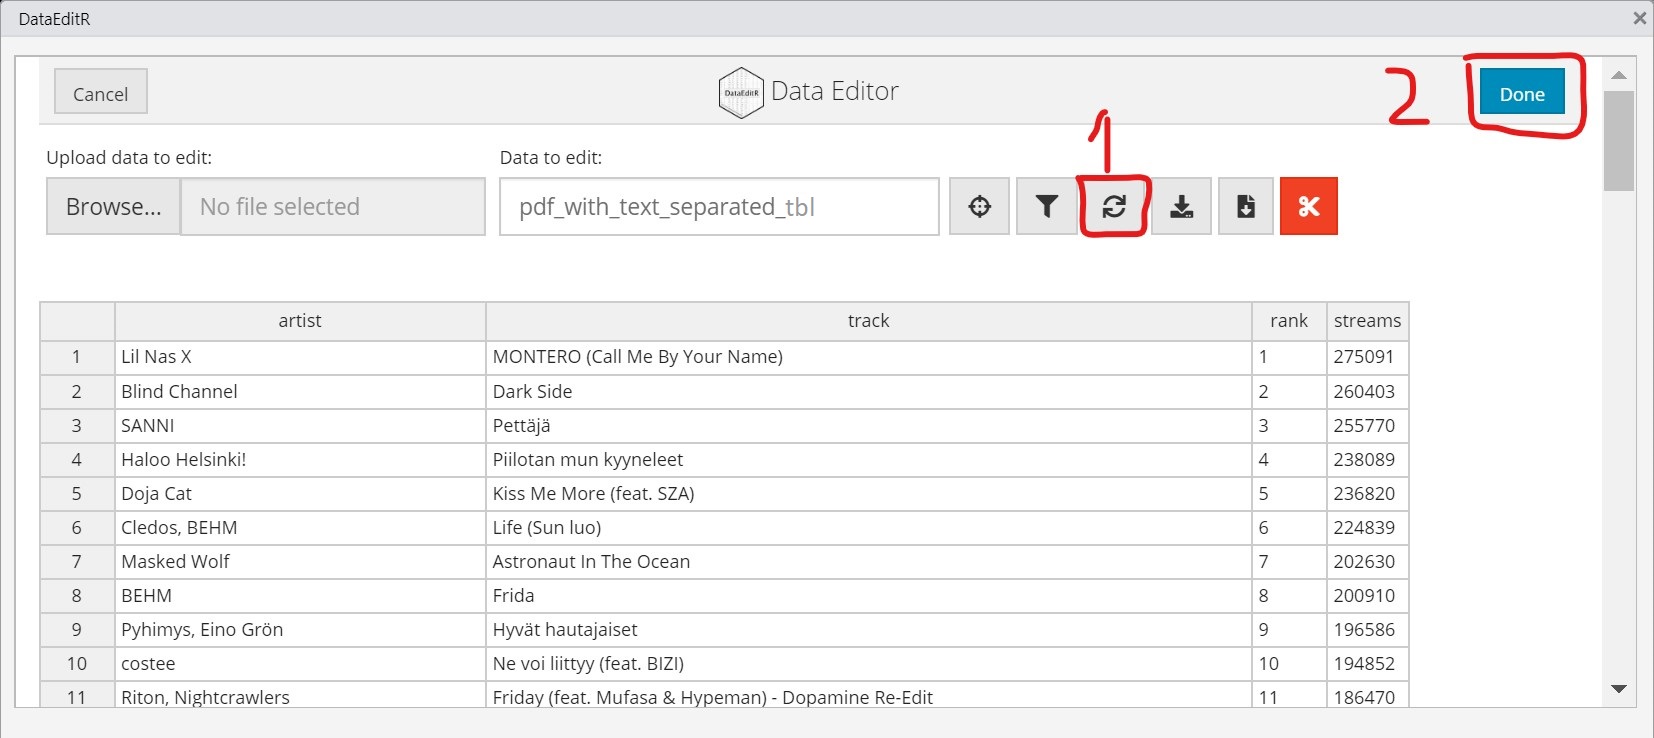 DataEditR
Cancel
DataEditR
Data Editor
2
Done
1
Upload data to edit:
Data to edit:
Browse...
No file selected
pdf_with_text_separated_tbl
artist track rank streams
1 Lil Nas X MONTERO (Call Me By Your Name) 1 275091
2 Blind Channel Dark Side 2 260403
3 SANNI Pettäjä 3 255770
4 Haloo Helsinki! Piilotan mun kyyneleet 4 238089
5 Doja Cat Kiss Me More (feat. SZA) 5 236820
6 Cledos, BEHM Life (Sun luo) 6 224839
7 Masked Wolf Astronaut In The Ocean 7 202630
8 BEHM Frida 8 200910
9 Pyhimys, Eino Grön Hyvät hautajaiset 9 196586
10 costee Ne voi liittyy (feat. BIZI) 10 194852
11 Riton, Nightcrawlers Friday (feat. Mufasa & Hypeman) - Dopamine Re-Edit 11 186470